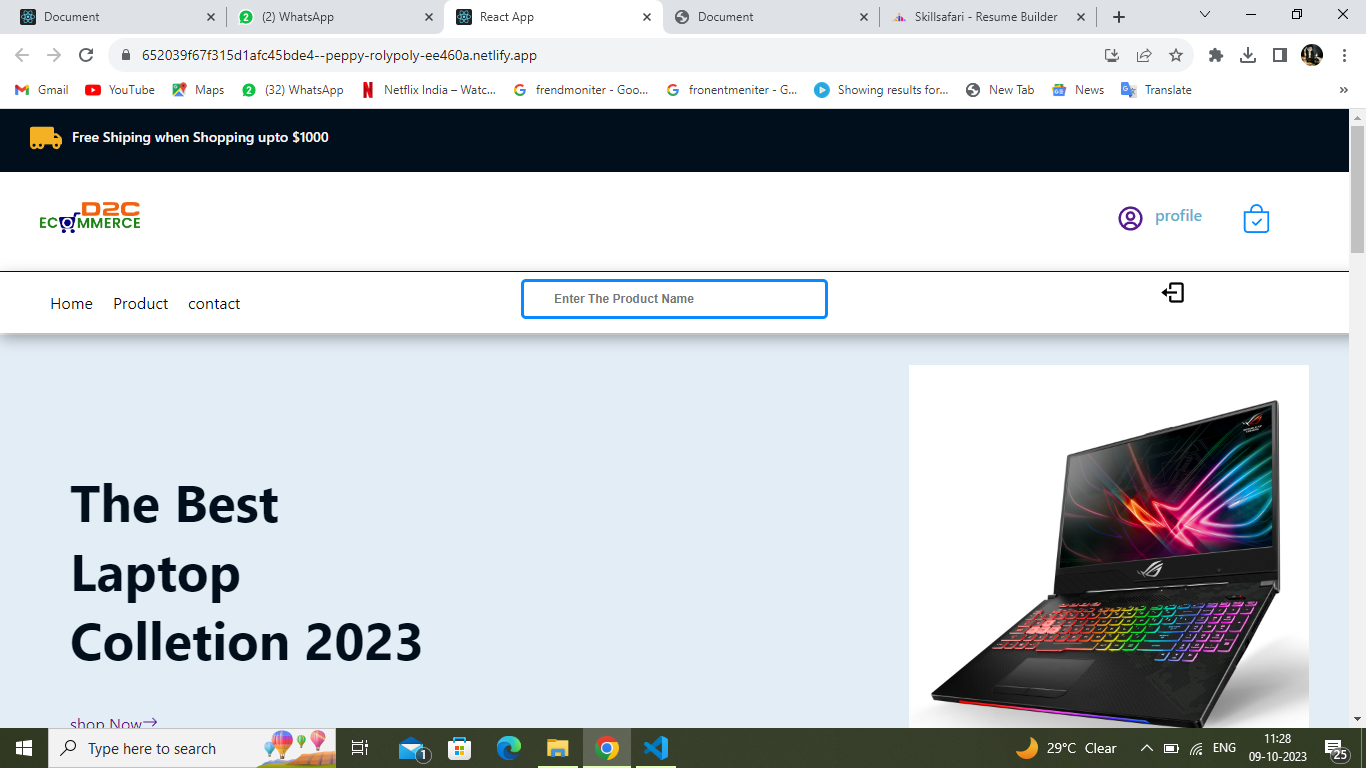 Document
(2) WhatsApp
React App
Document
Skillsafari - Resume Builder
652039f67f315d1afc45bde4--peppy-rolypoly-ee460a.netlify.app
Gmail
YouTube
Maps
(32) WhatsApp
Netflix India – Watc...
frendmoniter - Goo...
fronentmeniter - G...
Showing results for...
New Tab
News
Translate
Free Shiping when Shopping upto $1000
D2C
ECOMMERCE
profile
Home Product contact
Enter The Product Name
The Best
Laptop
Colletion 2023
shop Now
Type here to search
1
29°C Clear
ENG
11:28
09-10-2023
25